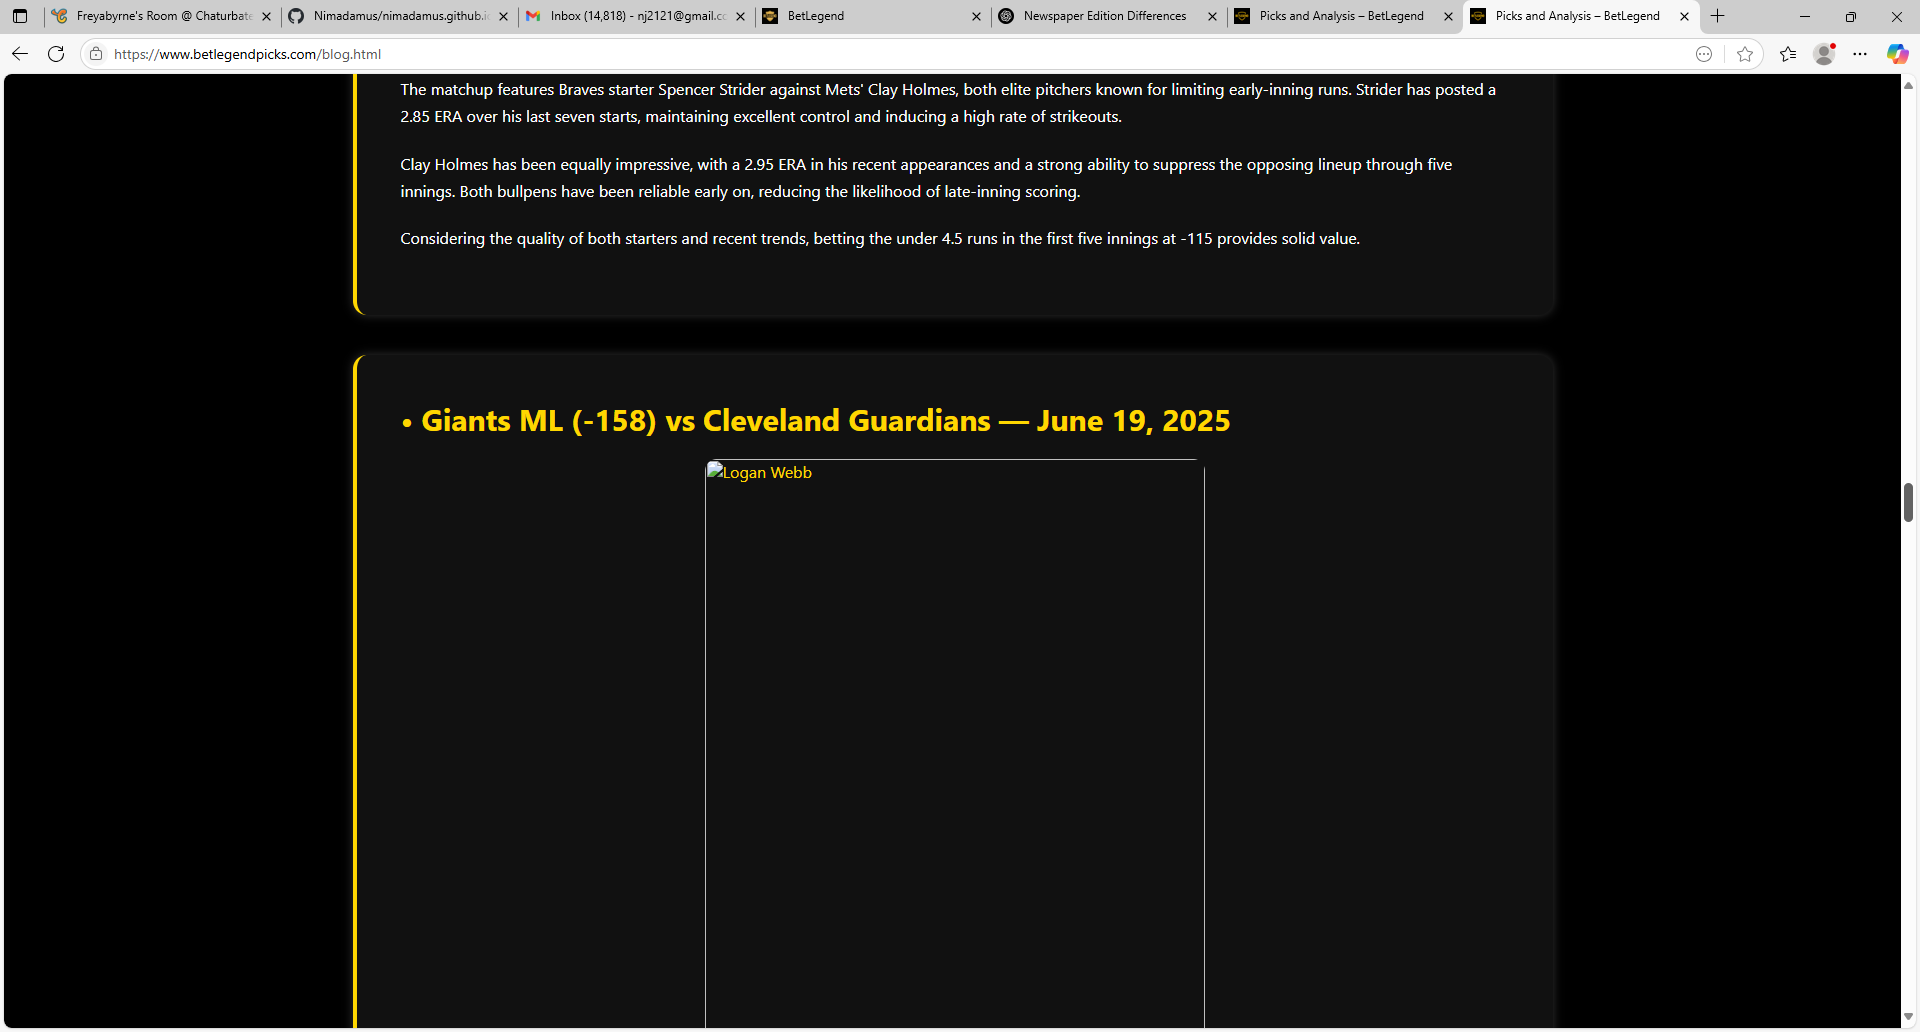 Freyabyrne's Room @ Chaturbate
Nimadamus/nimadamus.github.i
Inbox (14,818) - nj2121@gmail.cc
BetLegend
Newspaper Edition Differences
Picks and Analysis – BetLegend
Picks and Analysis – BetLegend
https://www.betlegendpicks.com/blog.html
The matchup features Braves starter Spencer Strider against Mets' Clay Holmes, both elite pitchers known for limiting early-inning runs. Strider has posted a
2.85 ERA over his last seven starts, maintaining excellent control and inducing a high rate of strikeouts.
Clay Holmes has been equally impressive, with a 2.95 ERA in his recent appearances and a strong ability to suppress the opposing lineup through five
innings. Both bullpens have been reliable early on, reducing the likelihood of late-inning scoring.
Considering the quality of both starters and recent trends, betting the under 4.5 runs in the first five innings at -115 provides solid value.
• Giants ML (-158) vs Cleveland Guardians — June 19, 2025
Logan Webb